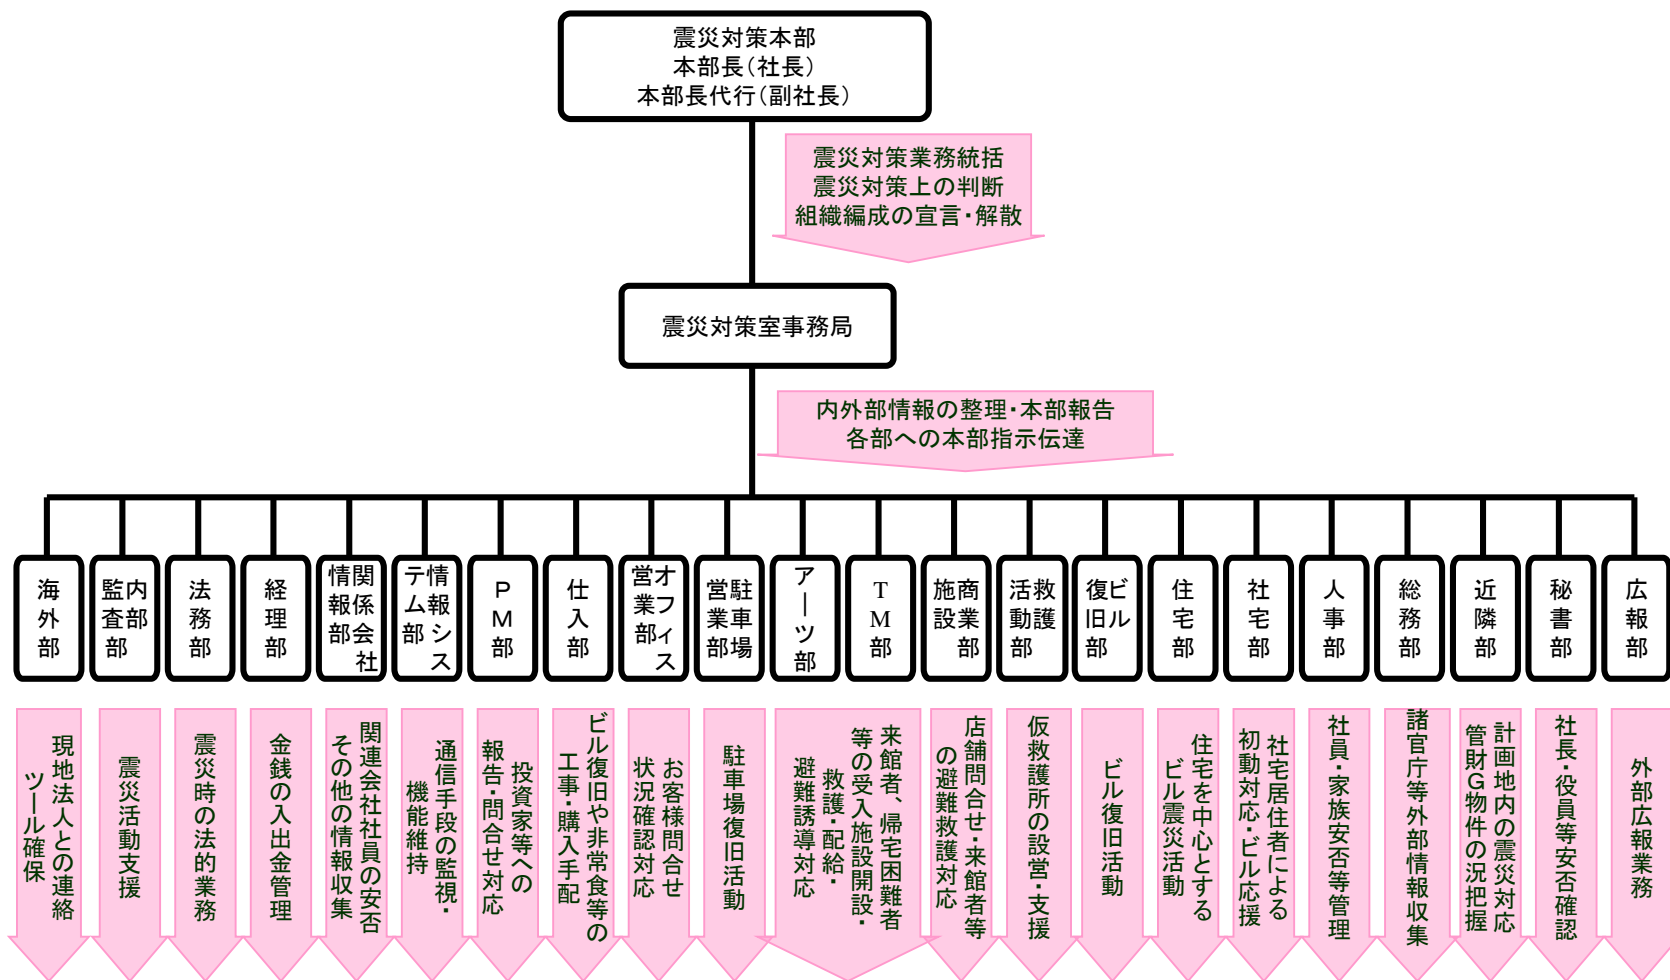 震災対策本部
本部長(社長)
本部長代行(副社長)
震災対策業務統括
震災対策上の判断
組織編成の宣言・解散
震災対策室事務局
内外部情報の整理・本部報告
各部への本部指示伝達
海外部
内部
監査部
法務部
経理部
関係会社
情報部
情報シス
テム部
PM部
仕入部
オフィス
営業部
駐車場
営業部
アーツ部
TM部
商業部
施設
救護
活動部
ビル
復旧部
住宅部
社宅部
人事部
総務部
近隣部
秘書部
広報部
現地法人との連絡
ツール確保
震災活動支援
震災時の法的業務
金銭の入出金管理
関連会社社員の安否
その他の情報収集
通信手段の監視・
機能維持
投資家等への
報告・問合せ対応
ビル復旧や非常食等の
工事・購入手配
お客様問合せ
状況確認対応
駐車場復旧活動
来館者、帰宅困難者
等の受入施設開設・
救護・配給・
避難誘導対応
店舗問合せ・来館者等
の避難救護対応
仮救護所の設営・支援
ビル復旧活動
住宅を中心とする
ビル震災活動
社宅居住者による
初動対応・ビル応援
社員・家族安否等管理
諸官庁等外部情報収集
計画地内の震災対応
管財G物件の況把握
社長・役員等安否確認
外部広報業務